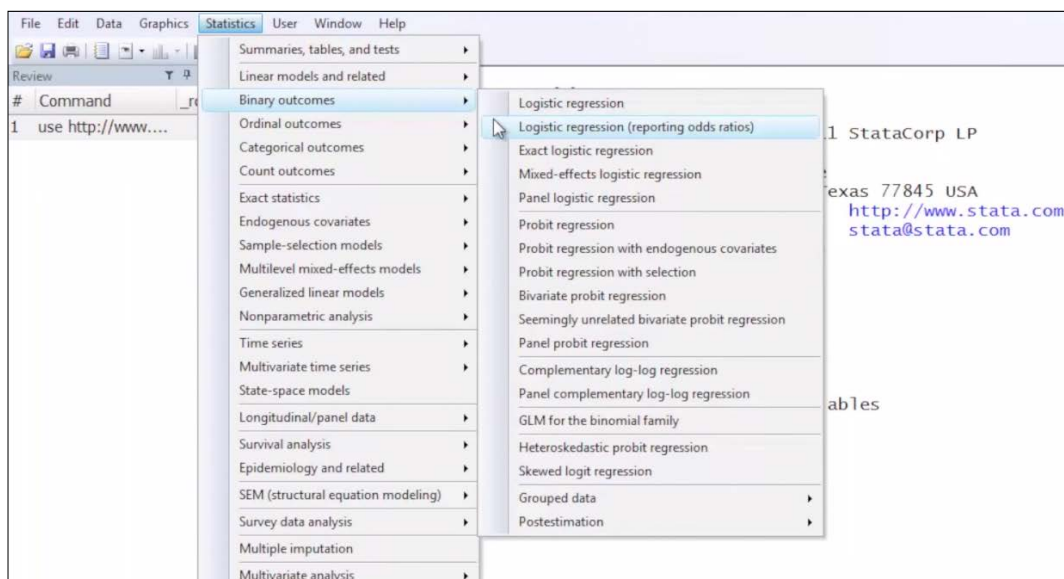 File Edit Data Graphics Statistics User Window Help
Review
# Command _r
1 use http://www....
Summaries, tables, and tests
Linear models and related
Binary outcomes
Ordinal outcomes
Categorical outcomes
Count outcomes
Exact statistics
Endogenous covariates
Sample-selection models
Multilevel mixed-effects models
Generalized linear models
Nonparametric analysis
Time series
Multivariate time series
State-space models
Longitudinal/panel data
Survival analysis
Epidemiology and related
SEM (structural equation modeling)
Survey data analysis
Multiple imputation
Multivariate analysis
Logistic regression
Logistic regression (reporting odds ratios)
Exact logistic regression
Mixed-effects logistic regression
Panel logistic regression
Probit regression
Probit regression with endogenous covariates
Probit regression with selection
Bivariate probit regression
Seemingly unrelated bivariate probit regression
Panel probit regression
Complementary log-log regression
Panel complementary log-log regression
GLM for the binomial family
Heteroskedastic probit regression
Skewed logit regression
Grouped data
Postestimation
1 StataCorp LP
exas 77845 USA
http://www.stata.com
stata@stata.com
ables